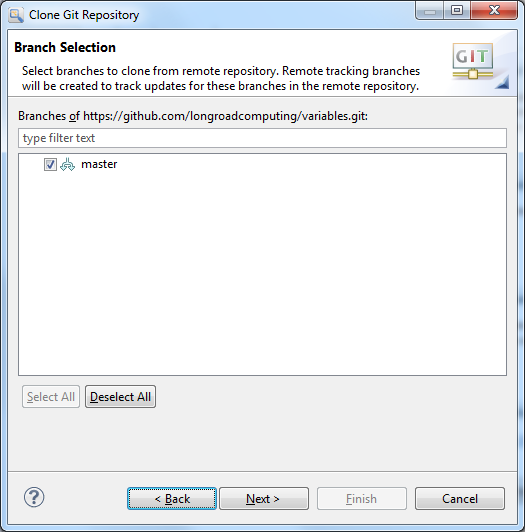 Clone Git Repository
Branch Selection
Select branches to clone from remote repository. Remote tracking branches
will be created to track updates for these branches in the remote repository.
GIT
Branches of https://github.com/longroadcomputing/variables.git:
type filter text
master
Select All
Deselect All
?
< Back
Next >
Finish
Cancel